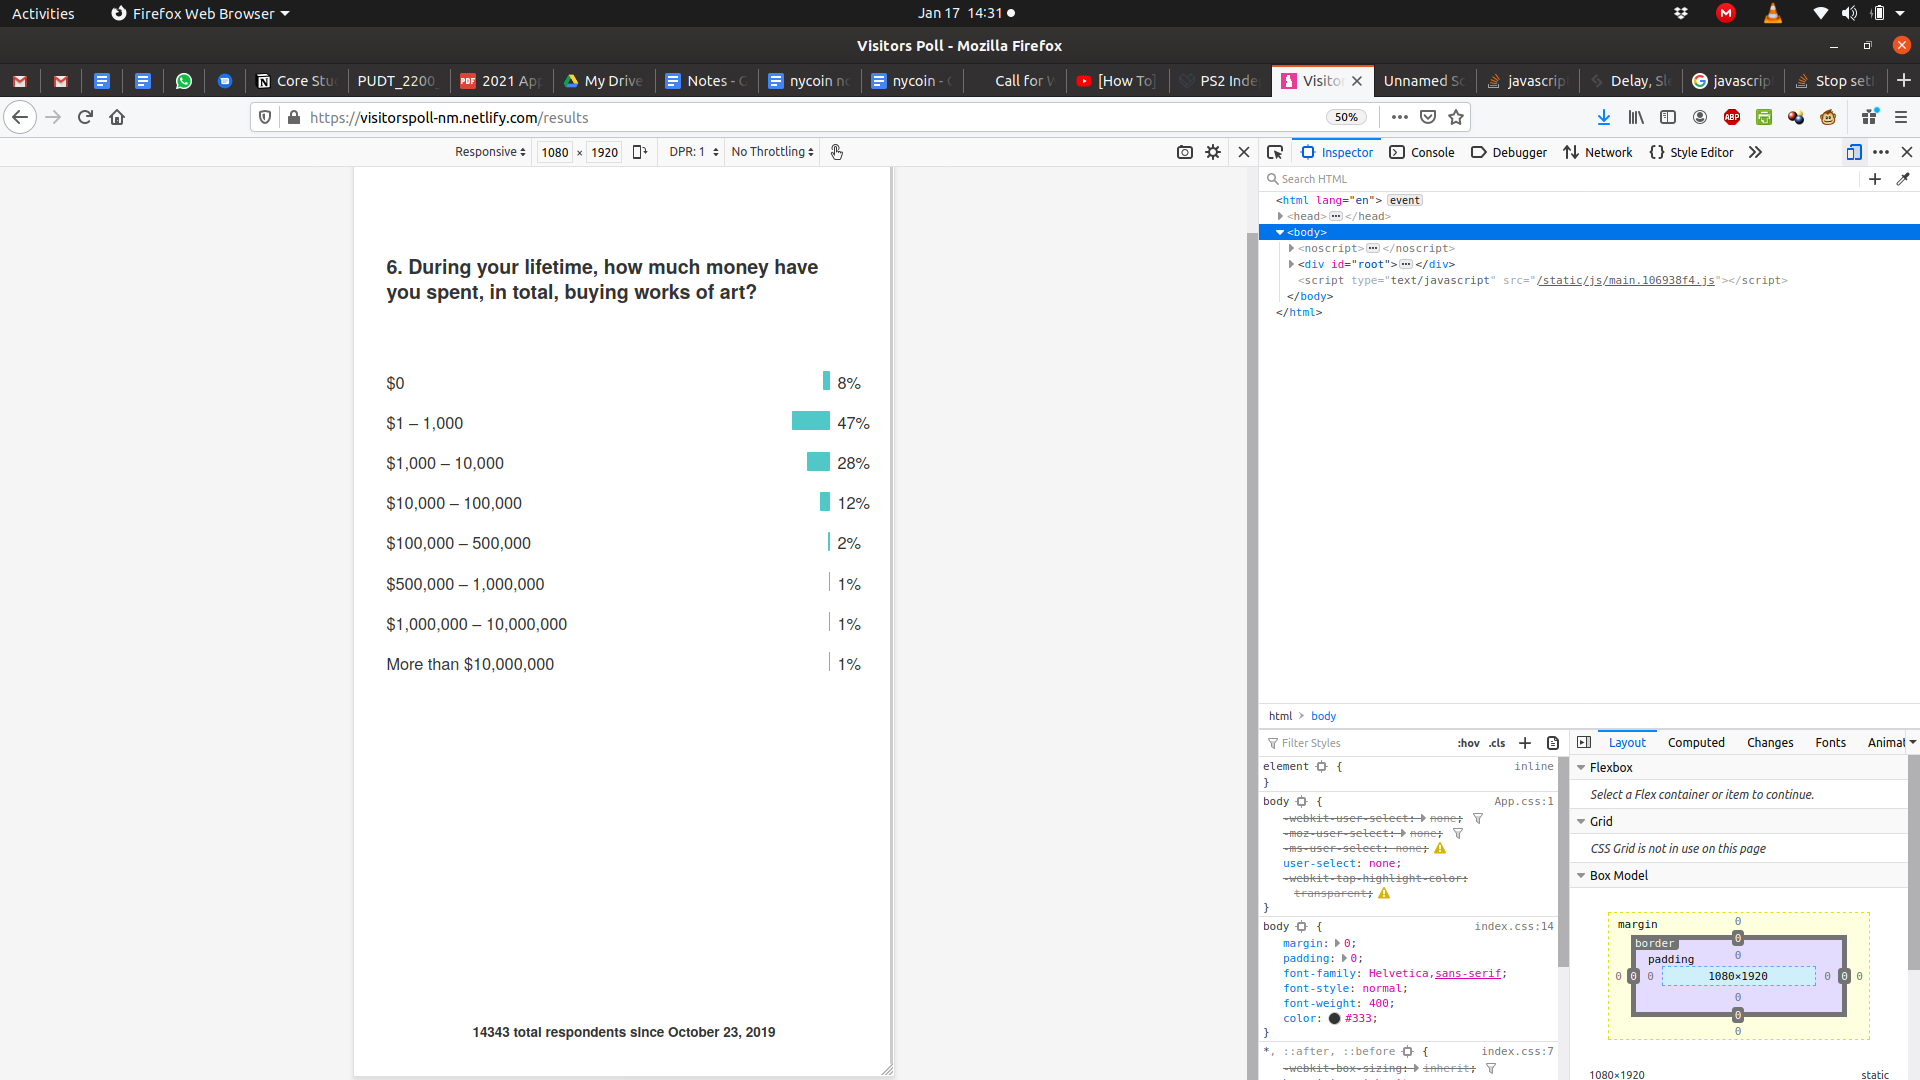 Activities
Firefox Web Browser
Jan 17 14:31
Visitors Poll - Mozilla Firefox
Core Stu
PUDT_2200
2021 Ap
My Drive
Notes - G
nycoin no
nycoin - G
Call for W
[How To]
PS2 Inde
Visitor
Unnamed Sc
javascrip
Delay, Sle
javascrip
Stop set
https://visitorspoll-nm.netlify.com/results
50%
Responsive
1080 × 1920
DPR: 1
No Throttling
Inspector
Console
Debugger
Network
Style Editor
Search HTML
<html lang="en"> event
<head> ··· </head>
<body>
<noscript> ··· </noscript>
<div id="root"> ··· </div>
<script type="text/javascript" src="/static/js/main.106938f4.js"></script>
</body>
</html>
6. During your lifetime, how much money have
you spent, in total, buying works of art?
$0 8%
$1 – 1,000 47%
$1,000 – 10,000 28%
$10,000 – 100,000 12%
$100,000 – 500,000 2%
$500,000 – 1,000,000 1%
$1,000,000 – 10,000,000 1%
More than $10,000,000 1%
14343 total respondents since October 23, 2019
html > body
Filter Styles
:hov .cls
element { inline
}
body { App.css:1
-webkit-user-select: none;
-moz-user-select: none;
-ms-user-select: none;
user-select: none;
-webkit-tap-highlight-color:
transparent;
}
body { index.css:14
margin: 0;
padding: 0;
font-family: Helvetica,sans-serif;
font-style: normal;
font-weight: 400;
color: #333;
}
*, ::after, ::before { index.css:7
-webkit-box-sizing: inherit;
Layout
Computed
Changes
Fonts
Animat
Flexbox
Select a Flex container or item to continue.
Grid
CSS Grid is not in use on this page
Box Model
margin 0
border 0
padding 0
0 0 0 1080×1920 0 0 0
0
0
0
1080×1920 static